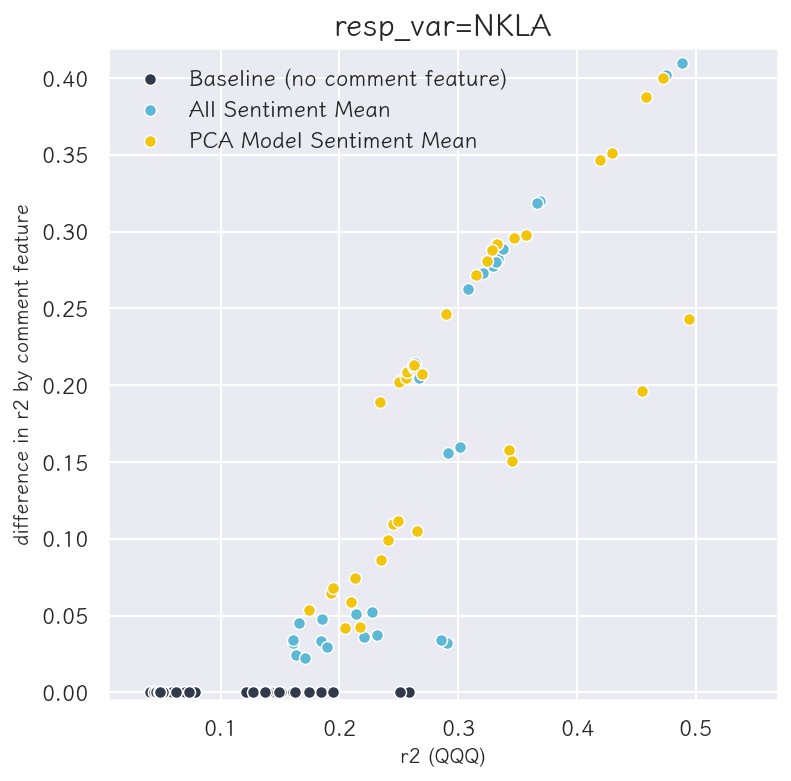 resp_var=NKLA
Baseline (no comment feature)
All Sentiment Mean
PCA Model Sentiment Mean
difference in r2 by comment feature
0.40
0.35
0.30
0.25
0.20
0.15
0.10
0.05
0.00
0.1 0.2 0.3 0.4 0.5
r2 (QQQ)